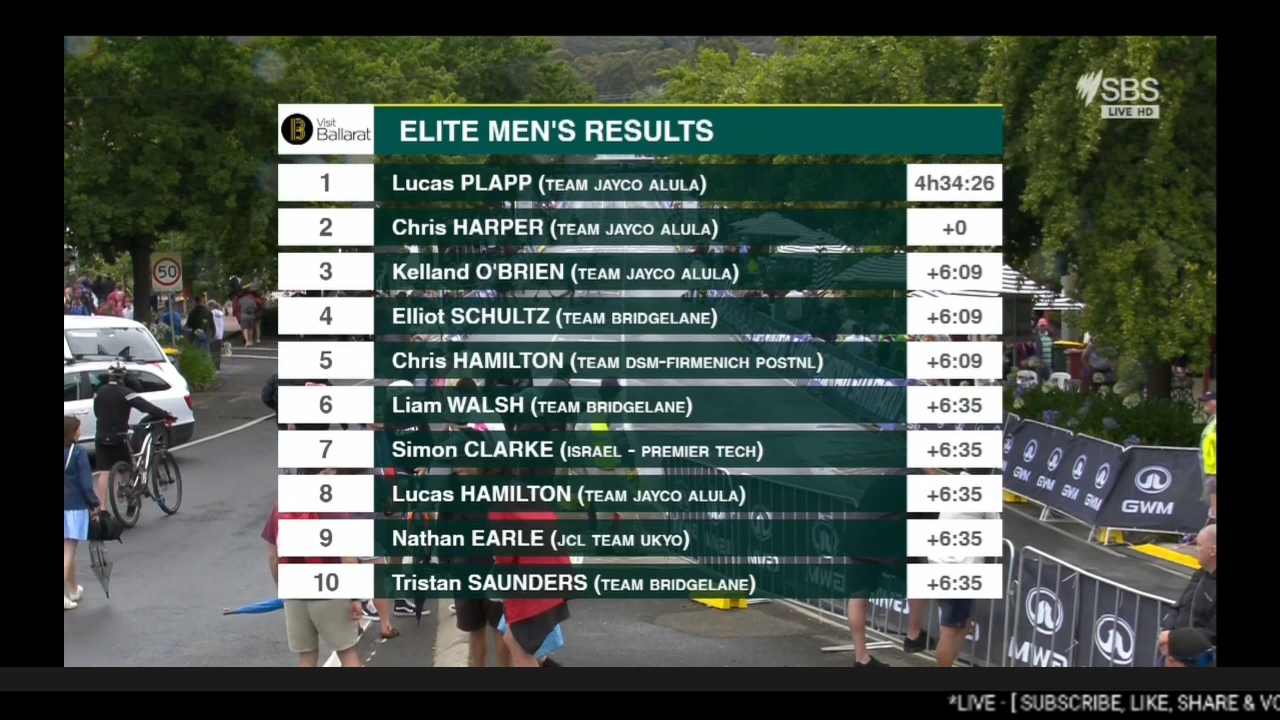 SBS
LIVE HD
Visit
Ballarat
ELITE MEN'S RESULTS
1 Lucas PLAPP (TEAM JAYCO ALULA) 4h34:26
2 Chris HARPER (TEAM JAYCO ALULA) +0
3 Kelland O'BRIEN (TEAM JAYCO ALULA) +6:09
4 Elliot SCHULTZ (TEAM BRIDGELANE) +6:09
5 Chris HAMILTON (TEAM DSM-FIRMENICH POSTNL) +6:09
6 Liam WALSH (TEAM BRIDGELANE) +6:35
7 Simon CLARKE (ISRAEL - PREMIER TECH) +6:35
8 Lucas HAMILTON (TEAM JAYCO ALULA) +6:35
9 Nathan EARLE (JCL TEAM UKYO) +6:35
10 Tristan SAUNDERS (TEAM BRIDGELANE) +6:35
50
GWM
GWM
GWM
GWM
GWM
*LIVE - [ SUBSCRIBE, LIKE, SHARE & VO